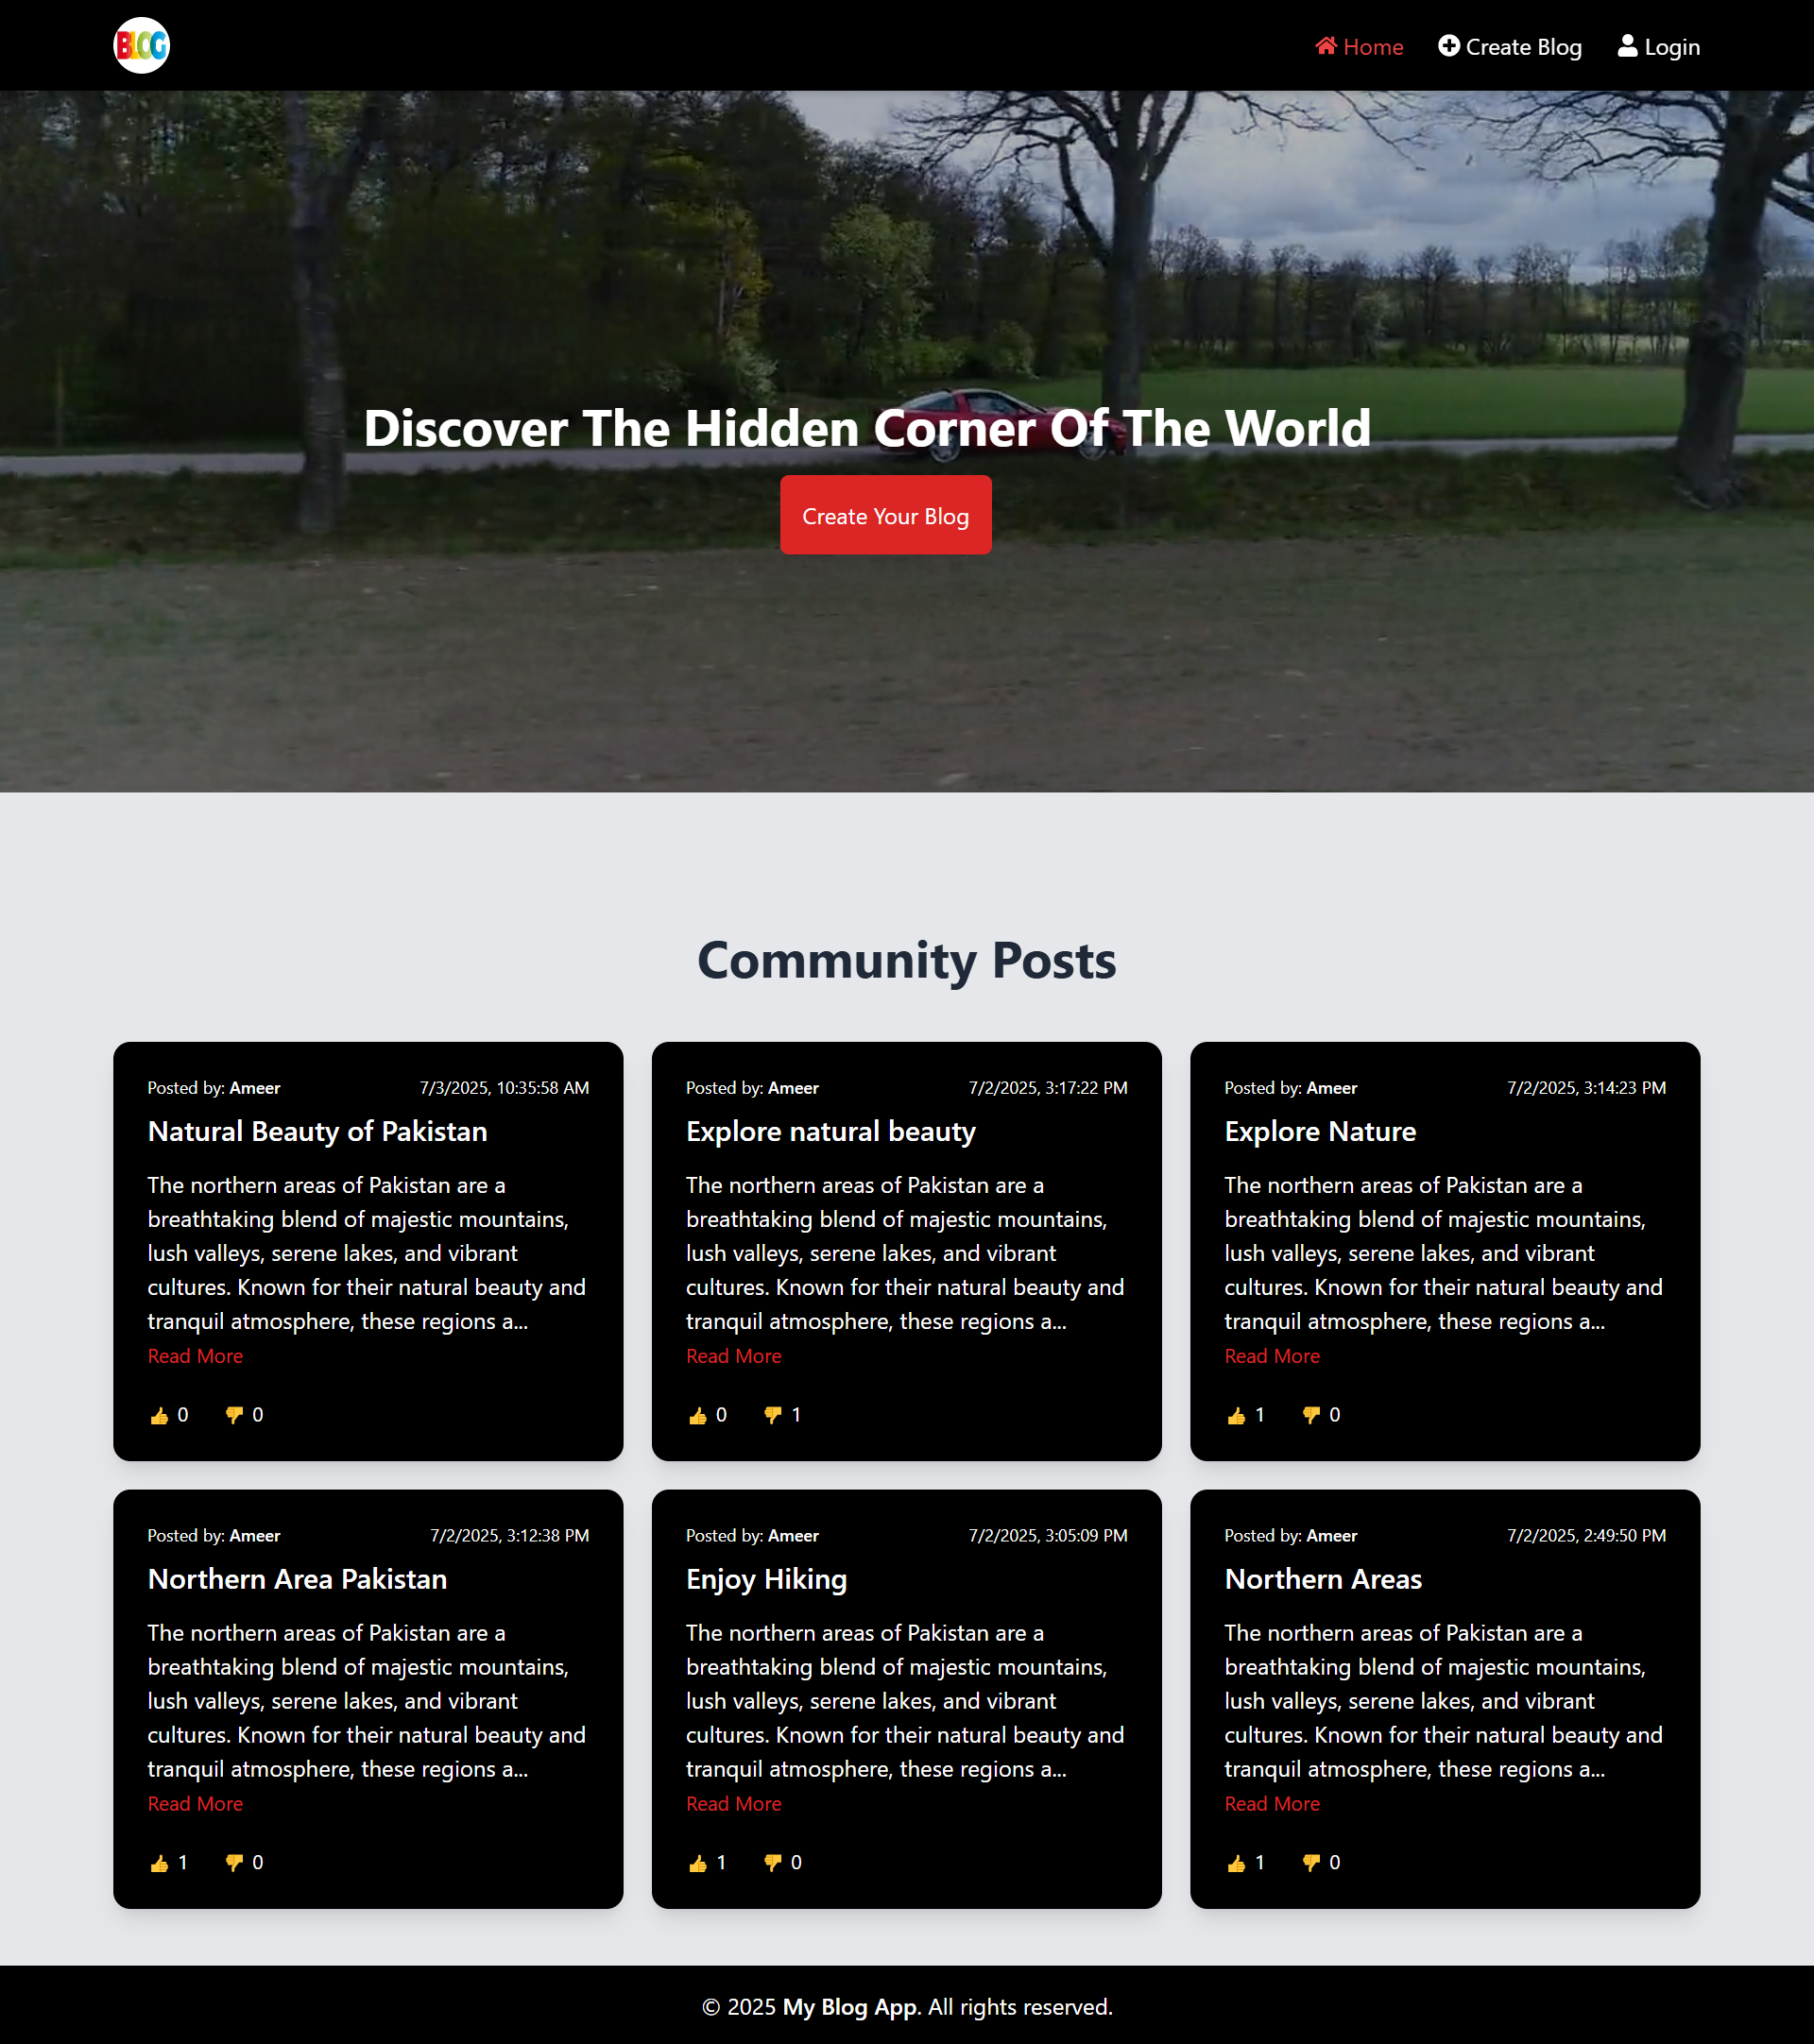 BLOG
Home
Create Blog
Login
Discover The Hidden Corner Of The World
Create Your Blog
Community Posts
Posted by: Ameer
7/3/2025, 10:35:58 AM
Natural Beauty of Pakistan
The northern areas of Pakistan are a
breathtaking blend of majestic mountains,
lush valleys, serene lakes, and vibrant
cultures. Known for their natural beauty and
tranquil atmosphere, these regions a...
Read More
👍 0
👎 0
Posted by: Ameer
7/2/2025, 3:17:22 PM
Explore natural beauty
The northern areas of Pakistan are a
breathtaking blend of majestic mountains,
lush valleys, serene lakes, and vibrant
cultures. Known for their natural beauty and
tranquil atmosphere, these regions a...
Read More
👍 0
👎 1
Posted by: Ameer
7/2/2025, 3:14:23 PM
Explore Nature
The northern areas of Pakistan are a
breathtaking blend of majestic mountains,
lush valleys, serene lakes, and vibrant
cultures. Known for their natural beauty and
tranquil atmosphere, these regions a...
Read More
👍 1
👎 0
Posted by: Ameer
7/2/2025, 3:12:38 PM
Northern Area Pakistan
The northern areas of Pakistan are a
breathtaking blend of majestic mountains,
lush valleys, serene lakes, and vibrant
cultures. Known for their natural beauty and
tranquil atmosphere, these regions a...
Read More
👍 1
👎 0
Posted by: Ameer
7/2/2025, 3:05:09 PM
Enjoy Hiking
The northern areas of Pakistan are a
breathtaking blend of majestic mountains,
lush valleys, serene lakes, and vibrant
cultures. Known for their natural beauty and
tranquil atmosphere, these regions a...
Read More
👍 1
👎 0
Posted by: Ameer
7/2/2025, 2:49:50 PM
Northern Areas
The northern areas of Pakistan are a
breathtaking blend of majestic mountains,
lush valleys, serene lakes, and vibrant
cultures. Known for their natural beauty and
tranquil atmosphere, these regions a...
Read More
👍 1
👎 0
© 2025 My Blog App. All rights reserved.